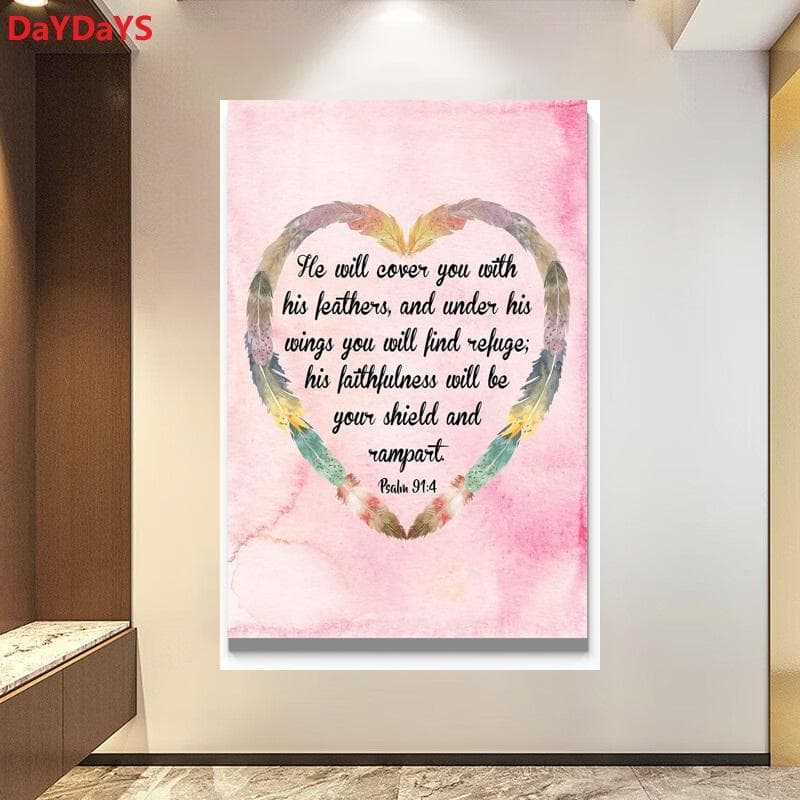 DaYDaYS
He will cover you with
his feathers, and under his
wings you will find refuge;
his faithfulness will be
your shield and
rampart.
Psalm 91:4